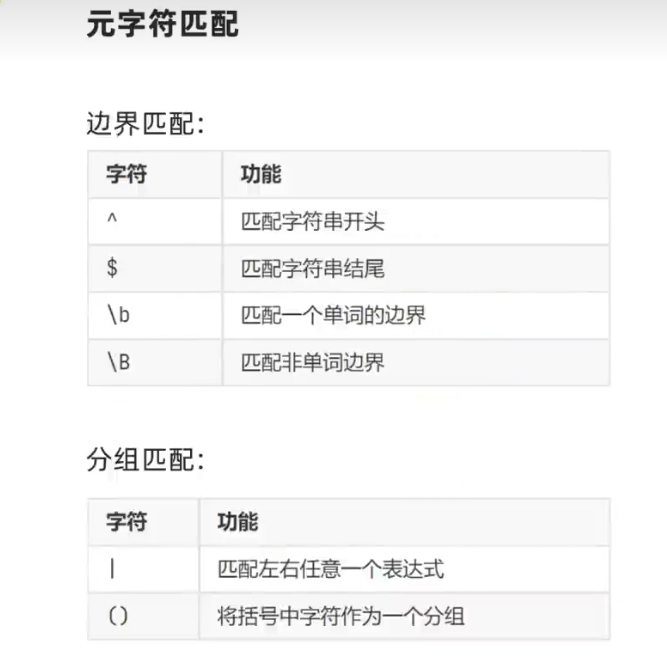 元字符匹配
边界匹配：
字符 功能
^ 匹配字符串开头
$ 匹配字符串结尾
\b 匹配一个单词的边界
\B 匹配非单词边界
分组匹配：
字符 功能
| 匹配左右任意一个表达式
() 将括号中字符作为一个分组